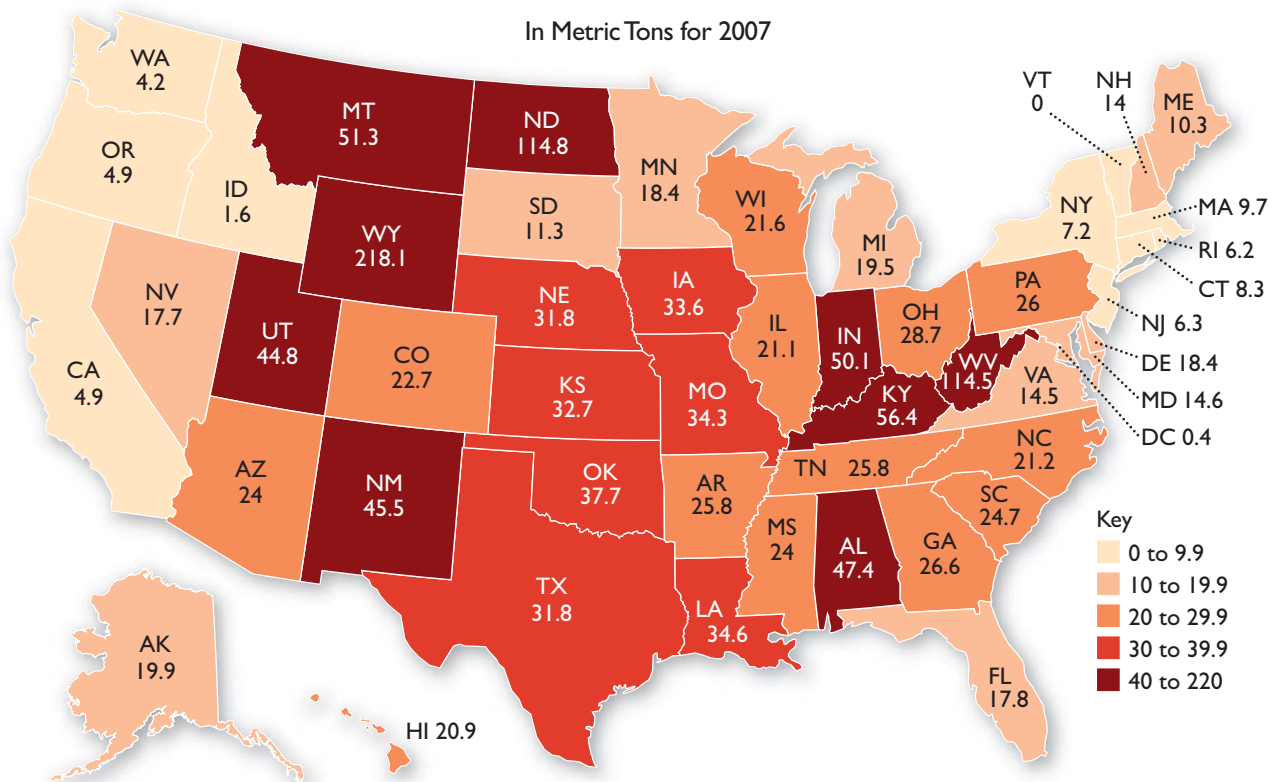 In Metric Tons for 2007
WA
4.2
OR
4.9
CA
4.9
ID
1.6
NV
17.7
MT
51.3
WY
218.1
UT
44.8
AZ
24
CO
22.7
NM
45.5
ND
114.8
SD
11.3
NE
31.8
KS
32.7
OK
37.7
TX
31.8
MN
18.4
IA
33.6
MO
34.3
AR
25.8
LA
34.6
WI
21.6
IL
21.1
MI
19.5
IN
50.1
OH
28.7
KY
56.4
WV
114.5
TN 25.8
MS
24
AL
47.4
GA
26.6
FL
17.8
SC
24.7
NC
21.2
VA
14.5
PA
26
NY
7.2
VT
0
NH
14
ME
10.3
MA 9.7
RI 6.2
CT 8.3
NJ 6.3
DE 18.4
MD 14.6
DC 0.4
AK
19.9
HI 20.9
Key
0 to 9.9
10 to 19.9
20 to 29.9
30 to 39.9
40 to 220